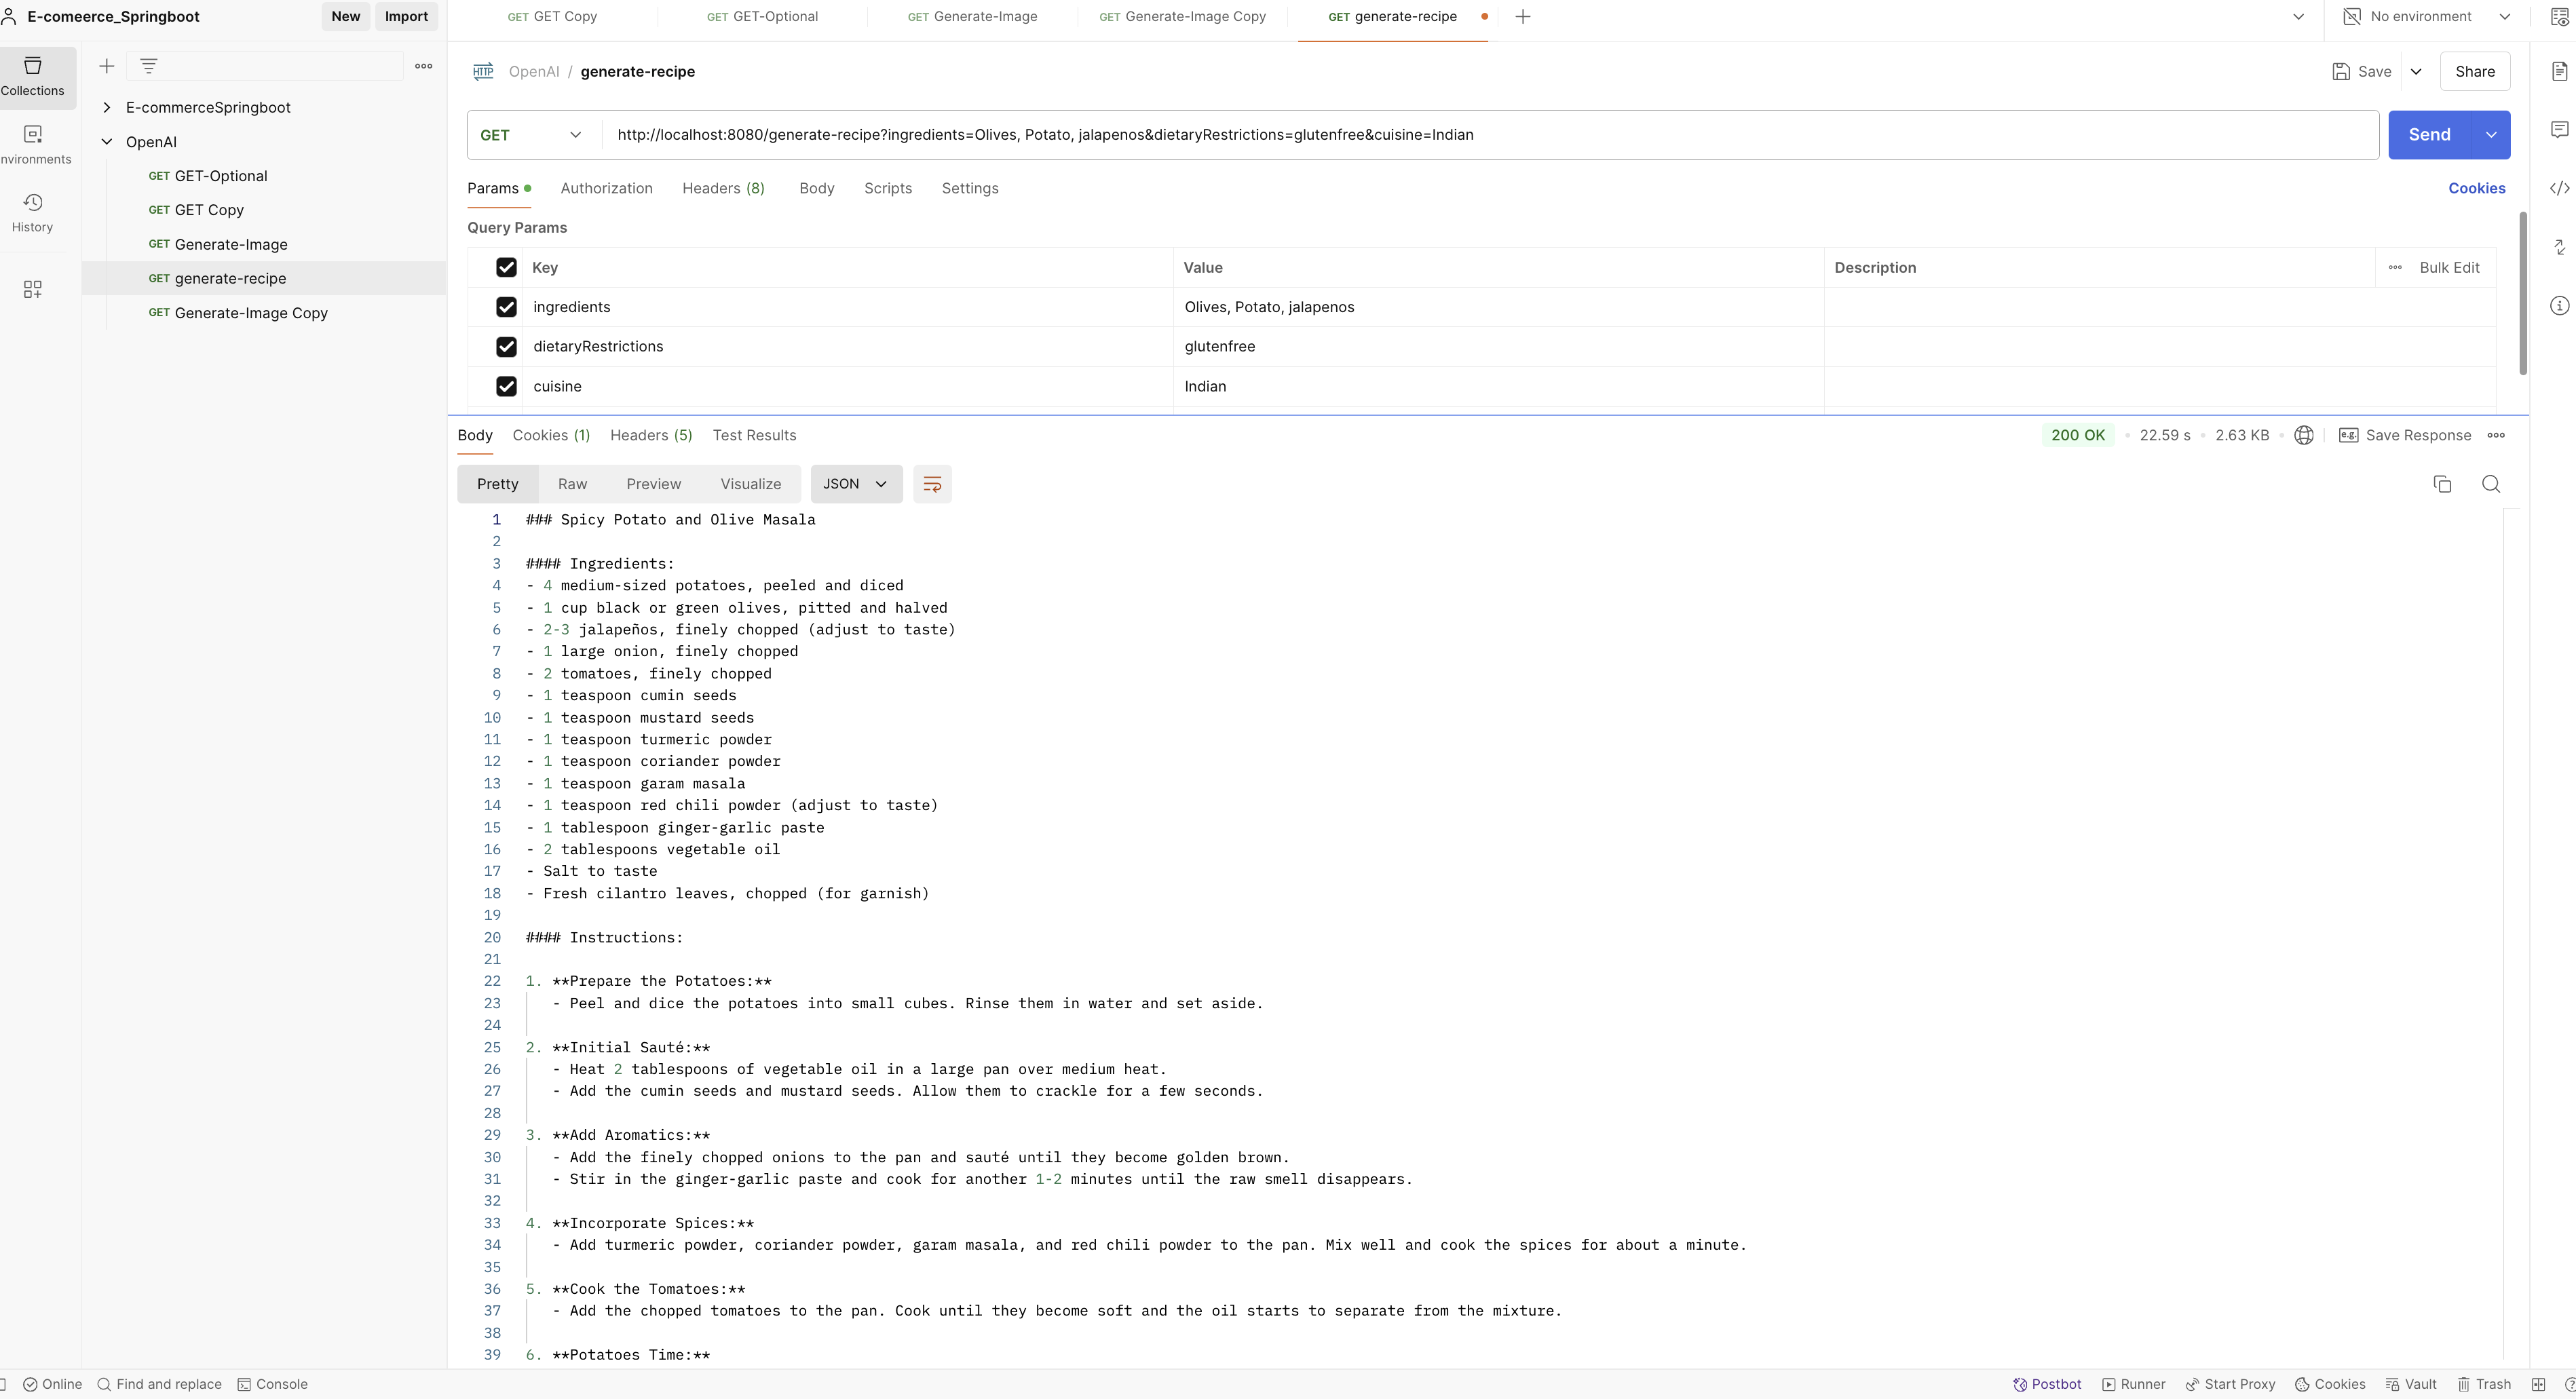 E-comeerce_Springboot
New
Import
GET GET Copy
GET GET-Optional
GET Generate-Image
GET Generate-Image Copy
GET generate-recipe
No environment
Collections
nvironments
History
E-commerceSpringboot
OpenAI
GET GET-Optional
GET GET Copy
GET Generate-Image
GET generate-recipe
GET Generate-Image Copy
HTTP OpenAI / generate-recipe
Save
Share
GET http://localhost:8080/generate-recipe?ingredients=Olives, Potato, jalapenos&dietaryRestrictions=glutenfree&cuisine=Indian
Send
Params Authorization Headers (8) Body Scripts Settings
Cookies
Query Params
Key Value Description Bulk Edit
ingredients Olives, Potato, jalapenos
dietaryRestrictions glutenfree
cuisine Indian
Body Cookies (1) Headers (5) Test Results
200 OK 22.59 s 2.63 KB e.g. Save Response
Pretty Raw Preview Visualize JSON
1 ### Spicy Potato and Olive Masala
2
3 #### Ingredients:
4 - 4 medium-sized potatoes, peeled and diced
5 - 1 cup black or green olives, pitted and halved
6 - 2-3 jalapeños, finely chopped (adjust to taste)
7 - 1 large onion, finely chopped
8 - 2 tomatoes, finely chopped
9 - 1 teaspoon cumin seeds
10 - 1 teaspoon mustard seeds
11 - 1 teaspoon turmeric powder
12 - 1 teaspoon coriander powder
13 - 1 teaspoon garam masala
14 - 1 teaspoon red chili powder (adjust to taste)
15 - 1 tablespoon ginger-garlic paste
16 - 2 tablespoons vegetable oil
17 - Salt to taste
18 - Fresh cilantro leaves, chopped (for garnish)
19
20 #### Instructions:
21
22 1. **Prepare the Potatoes:**
23 - Peel and dice the potatoes into small cubes. Rinse them in water and set aside.
24
25 2. **Initial Sauté:**
26 - Heat 2 tablespoons of vegetable oil in a large pan over medium heat.
27 - Add the cumin seeds and mustard seeds. Allow them to crackle for a few seconds.
28
29 3. **Add Aromatics:**
30 - Add the finely chopped onions to the pan and sauté until they become golden brown.
31 - Stir in the ginger-garlic paste and cook for another 1-2 minutes until the raw smell disappears.
32
33 4. **Incorporate Spices:**
34 - Add turmeric powder, coriander powder, garam masala, and red chili powder to the pan. Mix well and cook the spices for about a minute.
35
36 5. **Cook the Tomatoes:**
37 - Add the chopped tomatoes to the pan. Cook until they become soft and the oil starts to separate from the mixture.
38
39 6. **Potatoes Time:**
Online Find and replace Console
Postbot Runner Start Proxy Cookies Vault Trash